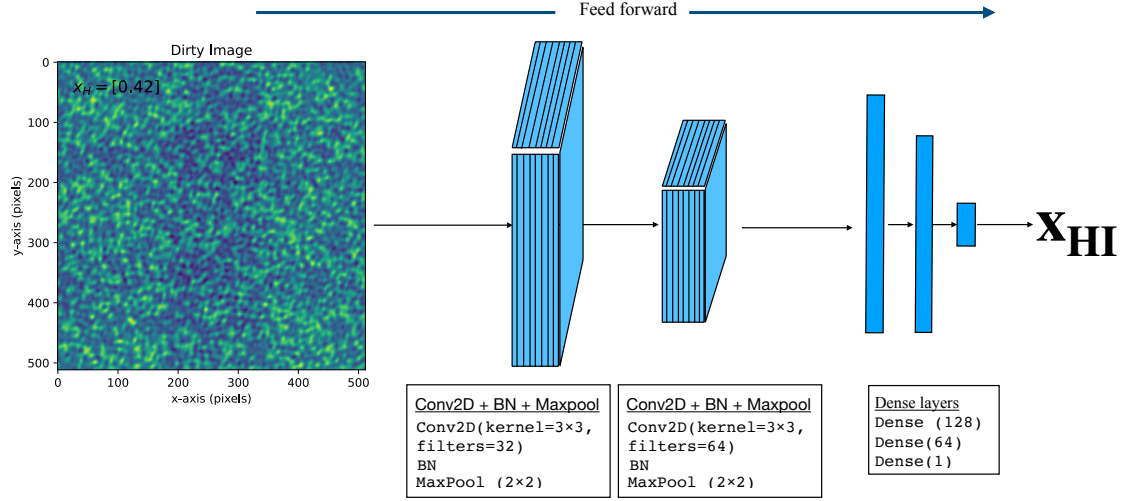 Feed forward
Dirty Image
x_H = [0.42]
0
100
200
300
400
500
y-axis (pixels)
0 100 200 300 400 500
x-axis (pixels)
x_HI
Conv2D + BN + Maxpool
Conv2D(kernel=3×3,
filters=32)
BN
MaxPool (2×2)
Conv2D + BN + Maxpool
Conv2D(kernel=3×3,
filters=64)
BN
MaxPool (2×2)
Dense layers
Dense (128)
Dense(64)
Dense(1)